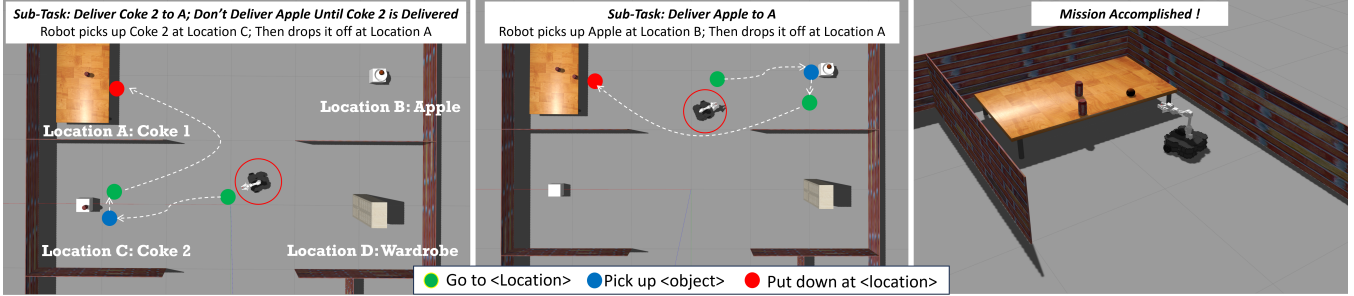 Sub-Task: Deliver Coke 2 to A; Don't Deliver Apple Until Coke 2 is Delivered
Robot picks up Coke 2 at Location C; Then drops it off at Location A
Location B: Apple
Location A: Coke 1
Location C: Coke 2
Location D: Wardrobe
Sub-Task: Deliver Apple to A
Robot picks up Apple at Location B; Then drops it off at Location A
Mission Accomplished !
Go to <Location>
Pick up <object>
Put down at <location>